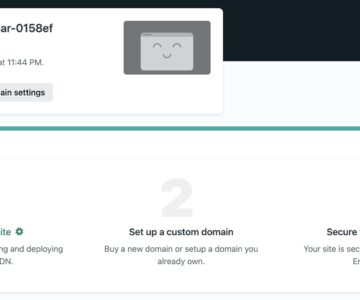 ar-0158ef
at 11:44 PM.
ain settings
2
ite
Set up a custom domain
Secure
ng and deploying
Buy a new domain or setup a domain you
Your site is sec
DN.
already own.
En